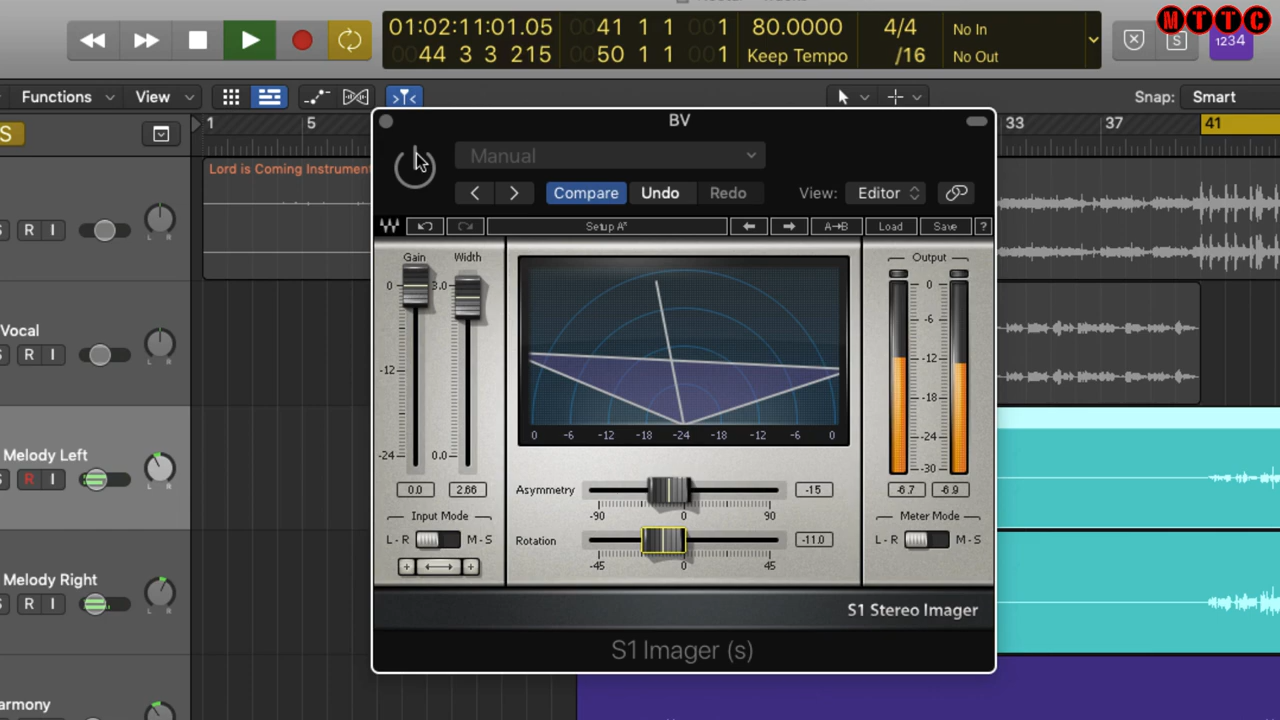 MTTC
01:02:11:01.05
0041 1 1 001
80.0000
4/4
No In
0044 3 3 215
0050 1 1 001
Keep Tempo
/16
No Out
S
1234
Functions
View
Snap:
Smart
S
1
5
BV
33
37
41
Manual
Lord is Coming Instrument
Compare
Undo
Redo
View:
Editor
Setup A*
A→B
Load
Save
?
S
R
I
L
R
Gain
Width
Output
0
3.0
-12
-24
0.0
0
-6
-12
-18
-24
-18
-12
-6
0
0
-6
-12
-18
-24
-30
Vocal
S
R
I
L
R
Melody Left
S
R
I
L
R
0.0
2.66
Asymmetry
-15
-6.7
-6.9
-90
0
90
Input Mode
L - R
M - S
Rotation
-11.0
-45
0
45
Meter Mode
L - R
M - S
Melody Right
S
R
I
L
R
S1 Stereo Imager
S1 Imager (s)
armony